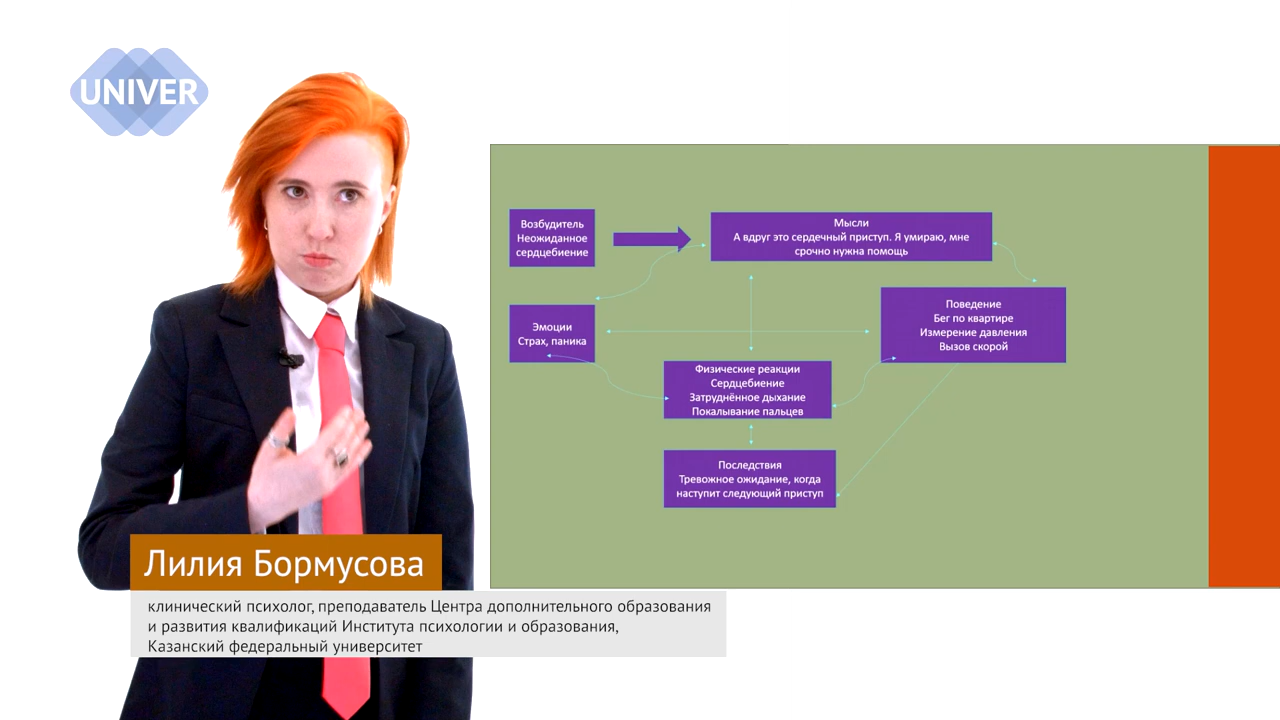 UNIVER
Возбудитель
Неожиданное
сердцебиение
Мысли
А вдруг это сердечный приступ. Я умираю, мне
срочно нужна помощь
Эмоции
Страх, паника
Поведение
Бег по квартире
Измерение давления
Вызов скорой
Физические реакции
Сердцебиение
Затруднённое дыхание
Покалывание пальцев
Последствия
Тревожное ожидание, когда
наступит следующий приступ
Лилия Бормусова
клинический психолог, преподаватель Центра дополнительного образования
и развития квалификаций Института психологии и образования,
Казанский федеральный университет